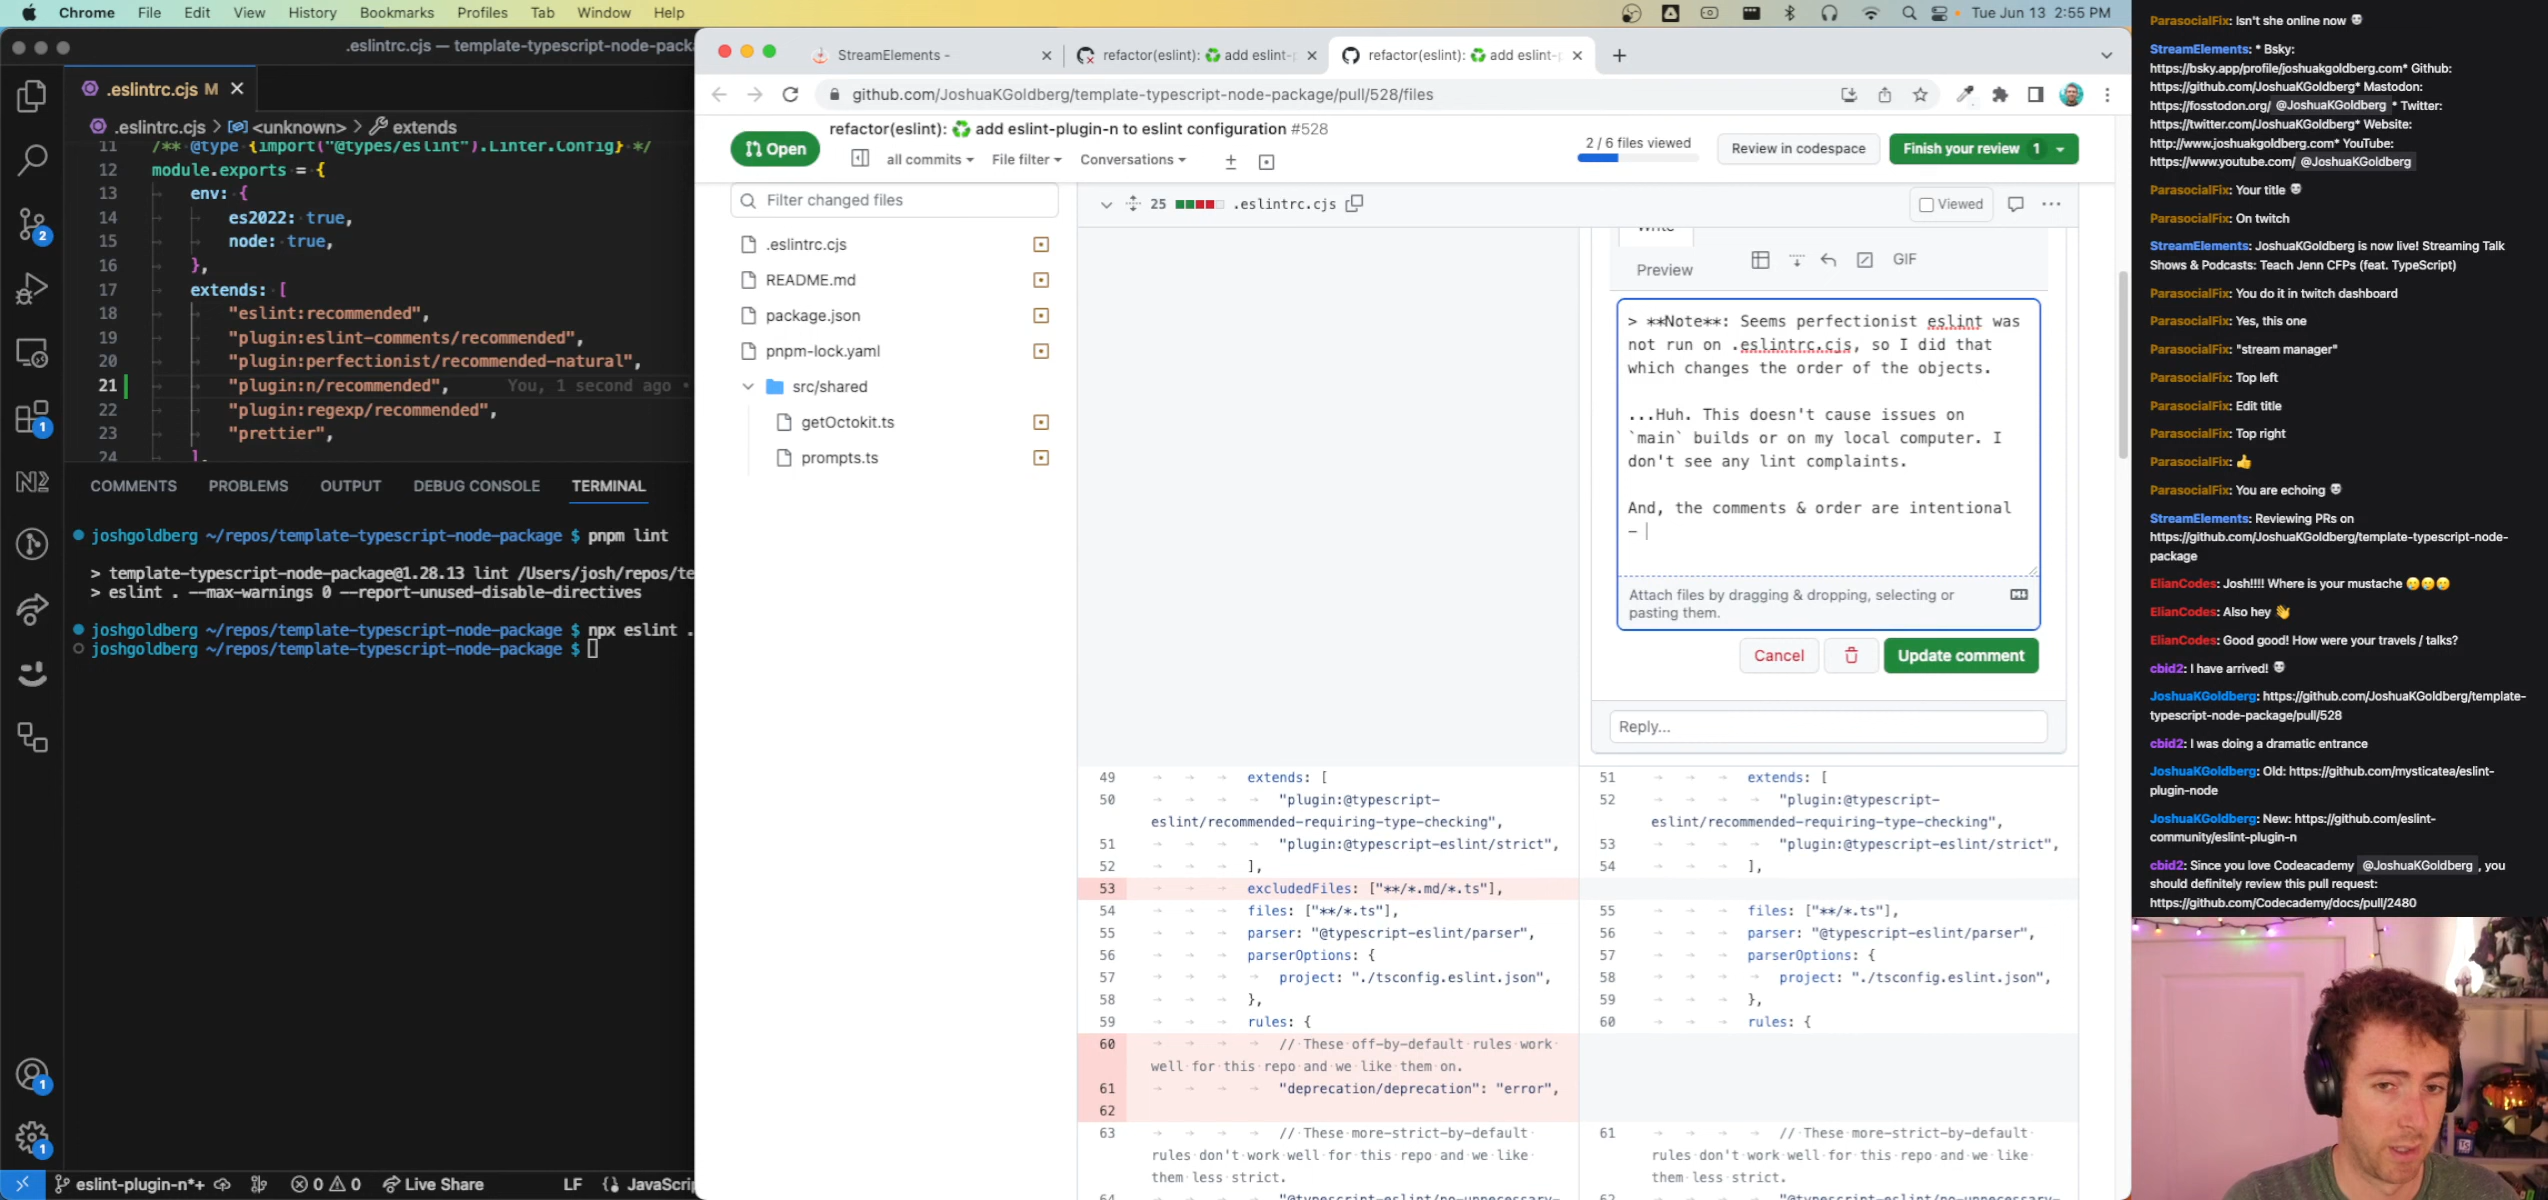 Chrome File Edit View History Bookmarks Profiles Tab Window Help
Tue Jun 13 2:55 PM
.eslintrc.cjs — template-typescript-node-pack
.eslintrc.cjs M
.eslintrc.cjs > <unknown> > extends
11 /** @type {import("@types/eslint").Linter.Config} */
12 module.exports = {
13 env: {
14 es2022: true,
15 node: true,
16 },
17 extends: [
18 "eslint:recommended",
19 "plugin:eslint-comments/recommended",
20 "plugin:perfectionist/recommended-natural",
21 "plugin:n/recommended", You, 1 second ago •
22 "plugin:regexp/recommended",
23 "prettier",
24 ],
COMMENTS PROBLEMS OUTPUT DEBUG CONSOLE TERMINAL
joshgoldberg ~/repos/template-typescript-node-package $ pnpm lint
> template-typescript-node-package@1.28.13 lint /Users/josh/repos/te
> eslint . --max-warnings 0 --report-unused-disable-directives
joshgoldberg ~/repos/template-typescript-node-package $ npx eslint .
joshgoldberg ~/repos/template-typescript-node-package $
2
1
1
1
eslint-plugin-n*+ 0 0 Live Share LF JavaScrip
StreamElements -
refactor(eslint): ♻️ add eslint-p
refactor(eslint): ♻️ add eslint-p
github.com/JoshuaKGoldberg/template-typescript-node-package/pull/528/files
Open
refactor(eslint): ♻️ add eslint-plugin-n to eslint configuration #528
all commits File filter Conversations
2 / 6 files viewed
Review in codespace
Finish your review 1
Filter changed files
.eslintrc.cjs
README.md
package.json
pnpm-lock.yaml
src/shared
getOctokit.ts
prompts.ts
25 .eslintrc.cjs
Viewed
Write
Preview
GIF
> **Note**: Seems perfectionist eslint was
not run on .eslintrc.cjs, so I did that
which changes the order of the objects.
...Huh. This doesn't cause issues on
`main` builds or on my local computer. I
don't see any lint complaints.
And, the comments & order are intentional
–
Attach files by dragging & dropping, selecting or
pasting them.
Cancel
Update comment
Reply...
49 extends: [
50 "plugin:@typescript-
eslint/recommended-requiring-type-checking",
51 "plugin:@typescript-eslint/strict",
52 ],
53 excludedFiles: ["**/*.md/*.ts"],
54 files: ["**/*.ts"],
55 parser: "@typescript-eslint/parser",
56 parserOptions: {
57 project: "./tsconfig.eslint.json",
58 },
59 rules: {
60 // These off-by-default rules work
well for this repo and we like them on.
61 "deprecation/deprecation": "error",
62
63 // These more-strict-by-default
rules don't work well for this repo and we like
them less strict.
64 "@typescript-eslint/no-unnecessary-
51 extends: [
52 "plugin:@typescript-
eslint/recommended-requiring-type-checking",
53 "plugin:@typescript-eslint/strict",
54 ],
55 files: ["**/*.ts"],
56 parser: "@typescript-eslint/parser",
57 parserOptions: {
58 project: "./tsconfig.eslint.json",
59 },
60 rules: {
61 // These more-strict-by-default
rules don't work well for this repo and we like
them less strict.
62 "@typescript-eslint/no-unnecessary-
ParasocialFix: Isn't she online now 💀
StreamElements: * Bsky:
https://bsky.app/profile/joshuakgoldberg.com* Github:
https://github.com/JoshuaKGoldberg* Mastodon:
https://fosstodon.org/ @JoshuaKGoldberg * Twitter:
https://twitter.com/JoshuaKGoldberg* Website:
http://www.joshuakgoldberg.com* YouTube:
https://www.youtube.com/ @JoshuaKGoldberg
ParasocialFix: Your title 💀
ParasocialFix: On twitch
StreamElements: JoshuaKGoldberg is now live! Streaming Talk
Shows & Podcasts: Teach Jenn CFPs (feat. TypeScript)
ParasocialFix: You do it in twitch dashboard
ParasocialFix: Yes, this one
ParasocialFix: "stream manager"
ParasocialFix: Top left
ParasocialFix: Edit title
ParasocialFix: Top right
ParasocialFix: 👍
ParasocialFix: You are echoing 💀
StreamElements: Reviewing PRs on
https://github.com/JoshuaKGoldberg/template-typescript-node-
package
ElianCodes: Josh!!!! Where is your mustache 🥲🥲🥲
ElianCodes: Also hey 👋
ElianCodes: Good good! How were your travels / talks?
cbid2: I have arrived! 💀
JoshuaKGoldberg: https://github.com/JoshuaKGoldberg/template-
typescript-node-package/pull/528
cbid2: I was doing a dramatic entrance
JoshuaKGoldberg: Old: https://github.com/mysticatea/eslint-
plugin-node
JoshuaKGoldberg: New: https://github.com/eslint-
community/eslint-plugin-n
cbid2: Since you love Codeacademy @JoshuaKGoldberg , you
should definitely review this pull request:
https://github.com/Codecademy/docs/pull/2480